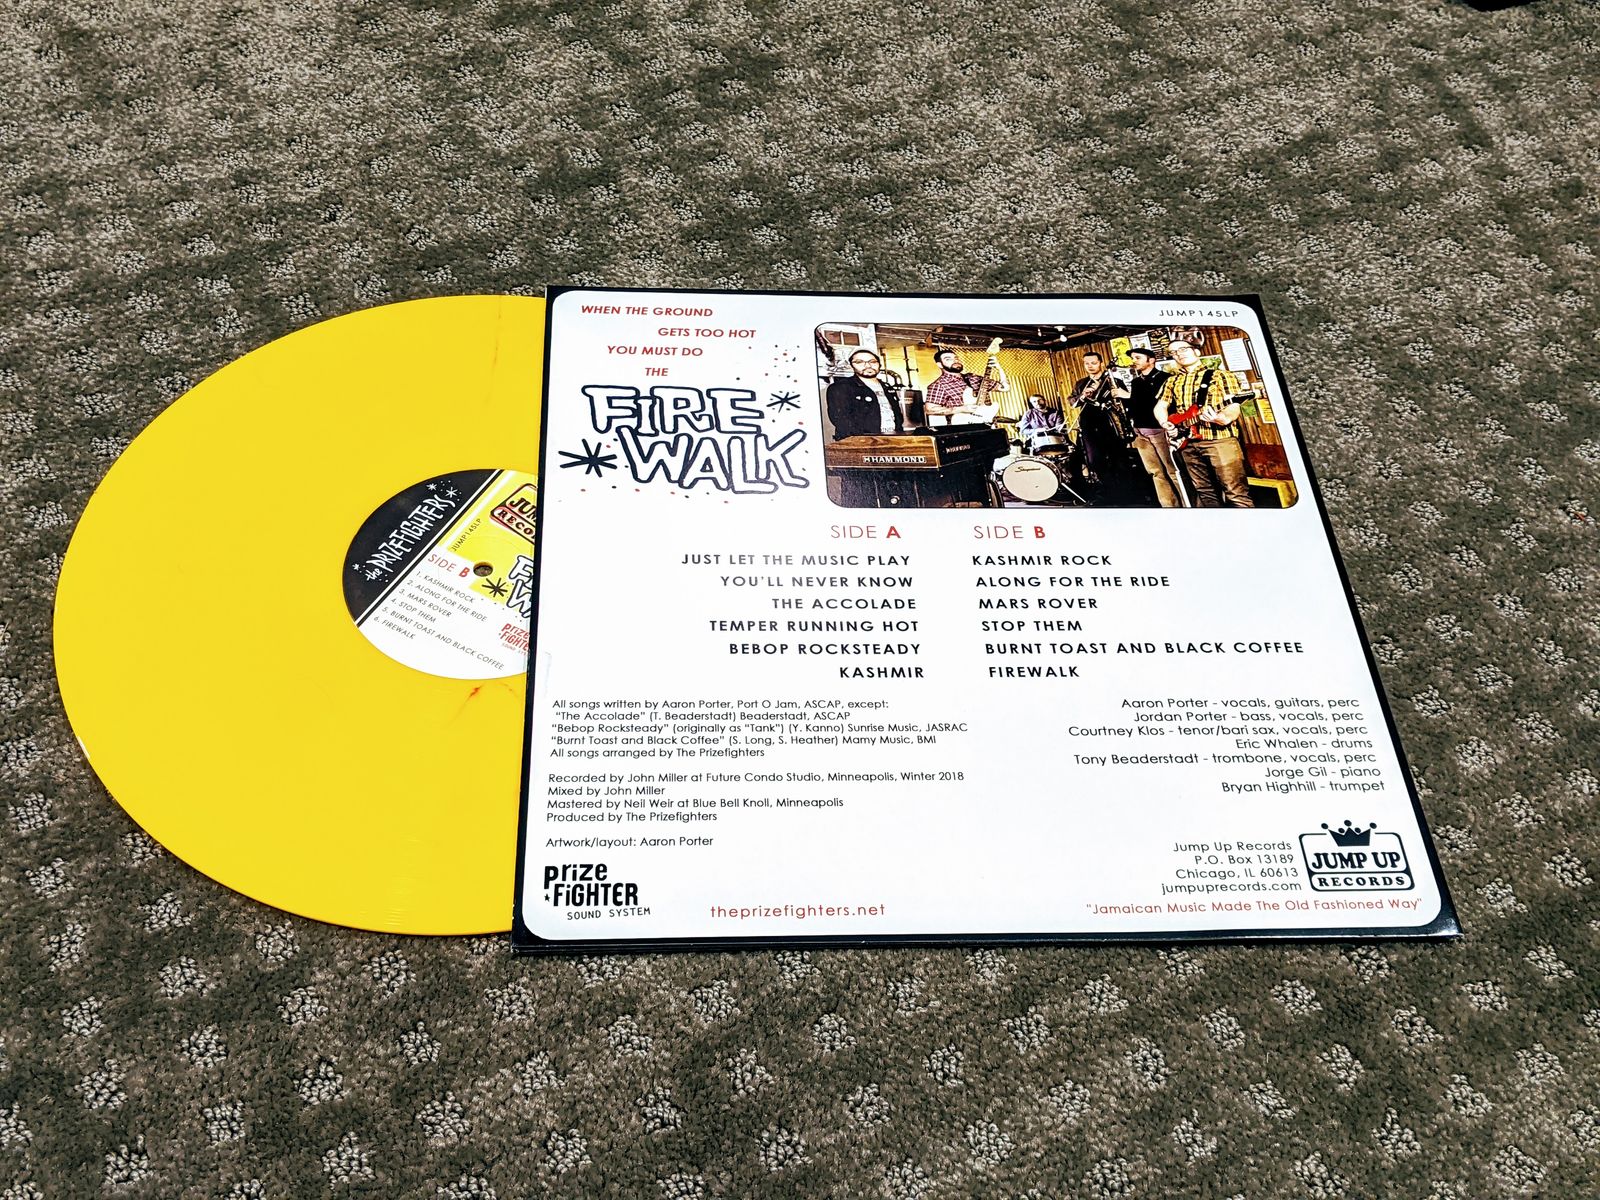 WHEN THE GROUND
GETS TOO HOT
YOU MUST DO
THE
FIRE
WALK
JUMP145LP
HAMMOND
SIDE A
JUST LET THE MUSIC PLAY
YOU'LL NEVER KNOW
THE ACCOLADE
TEMPER RUNNING HOT
BEBOP ROCKSTEADY
KASHMIR
SIDE B
KASHMIR ROCK
ALONG FOR THE RIDE
MARS ROVER
STOP THEM
BURNT TOAST AND BLACK COFFEE
FIREWALK
All songs written by Aaron Porter, Port O Jam, ASCAP, except:
"The Accolade" (T. Beaderstadt) Beaderstadt, ASCAP
"Bebop Rocksteady" (originally as "Tank") (Y. Kanno) Sunrise Music, JASRAC
"Burnt Toast and Black Coffee" (S. Long, S. Heather) Mamy Music, BMI
All songs arranged by The Prizefighters
Recorded by John Miller at Future Condo Studio, Minneapolis, Winter 2018
Mixed by John Miller
Mastered by Neil Weir at Blue Bell Knoll, Minneapolis
Produced by The Prizefighters
Artwork/layout: Aaron Porter
Aaron Porter - vocals, guitars, perc
Jordan Porter - bass, vocals, perc
Courtney Klos - tenor/bari sax, vocals, perc
Eric Whalen - drums
Tony Beaderstadt - trombone, vocals, perc
Jorge Gil - piano
Bryan Highhill - trumpet
prize
FIGHTER
SOUND SYSTEM
theprizefighters.net
Jump Up Records
P.O. Box 13189
Chicago, IL 60613
jumpuprecords.com
JUMP UP
RECORDS
"Jamaican Music Made The Old Fashioned Way"
the PRIZEFIGHTERS
JUMP145LP
SIDE B
1. KASHMIR ROCK
2. ALONG FOR THE RIDE
3. MARS ROVER
4. STOP THEM
5. BURNT TOAST AND BLACK COFFEE
6. FIREWALK